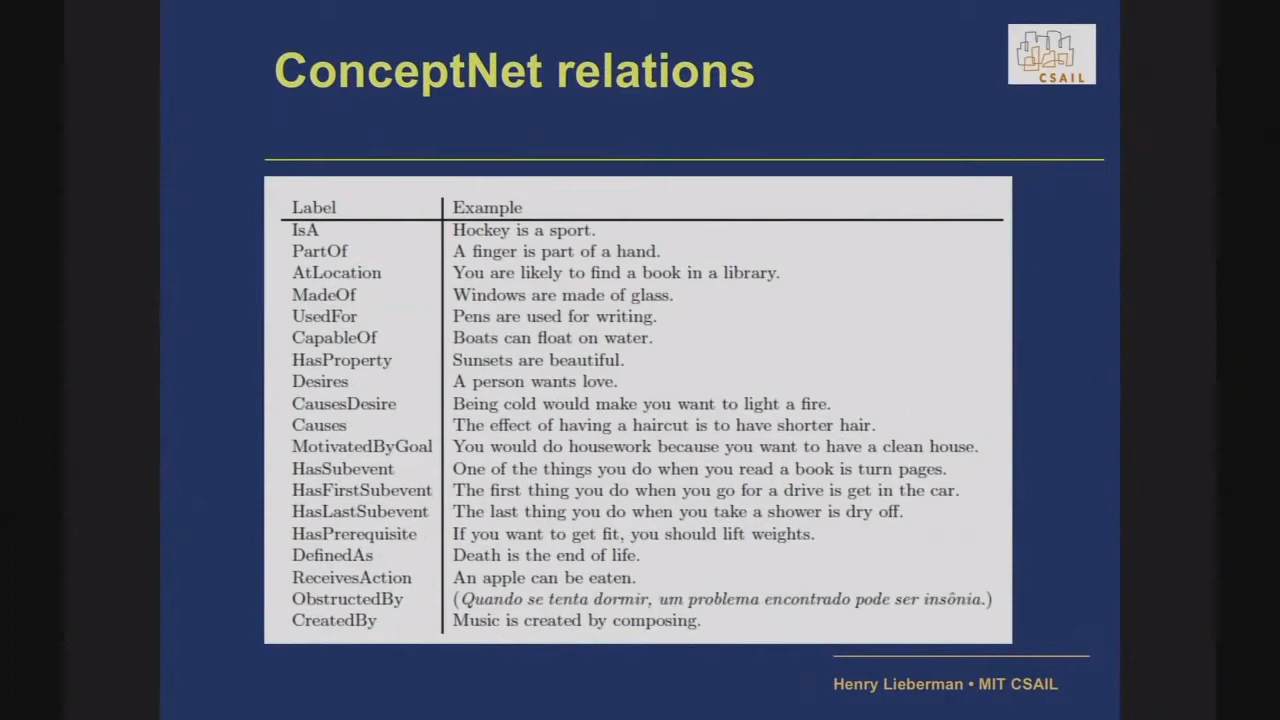 ConceptNet relations
CSAIL
Label Example
IsA Hockey is a sport.
PartOf A finger is part of a hand.
AtLocation You are likely to find a book in a library.
MadeOf Windows are made of glass.
UsedFor Pens are used for writing.
CapableOf Boats can float on water.
HasProperty Sunsets are beautiful.
Desires A person wants love.
CausesDesire Being cold would make you want to light a fire.
Causes The effect of having a haircut is to have shorter hair.
MotivatedByGoal You would do housework because you want to have a clean house.
HasSubevent One of the things you do when you read a book is turn pages.
HasFirstSubevent The first thing you do when you go for a drive is get in the car.
HasLastSubevent The last thing you do when you take a shower is dry off.
HasPrerequisite If you want to get fit, you should lift weights.
DefinedAs Death is the end of life.
ReceivesAction An apple can be eaten.
ObstructedBy (Quando se tenta dormir, um problema encontrado pode ser insônia.)
CreatedBy Music is created by composing.
Henry Lieberman • MIT CSAIL